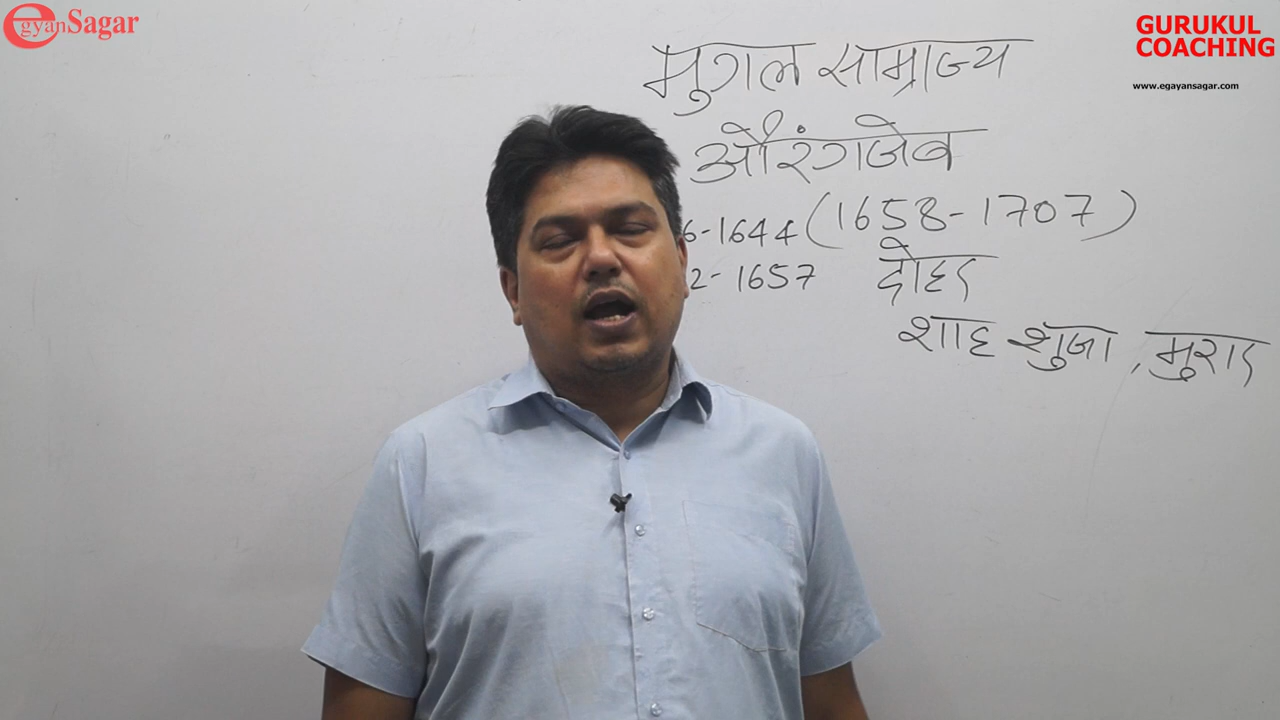 egyanSagar
GURUKUL
COACHING
www.egayansagar.com
मुगल साम्राज्य
औरंगजेब
6-1644 (1658-1707)
2-1657 दोहद
शाह शुजा, मुराद